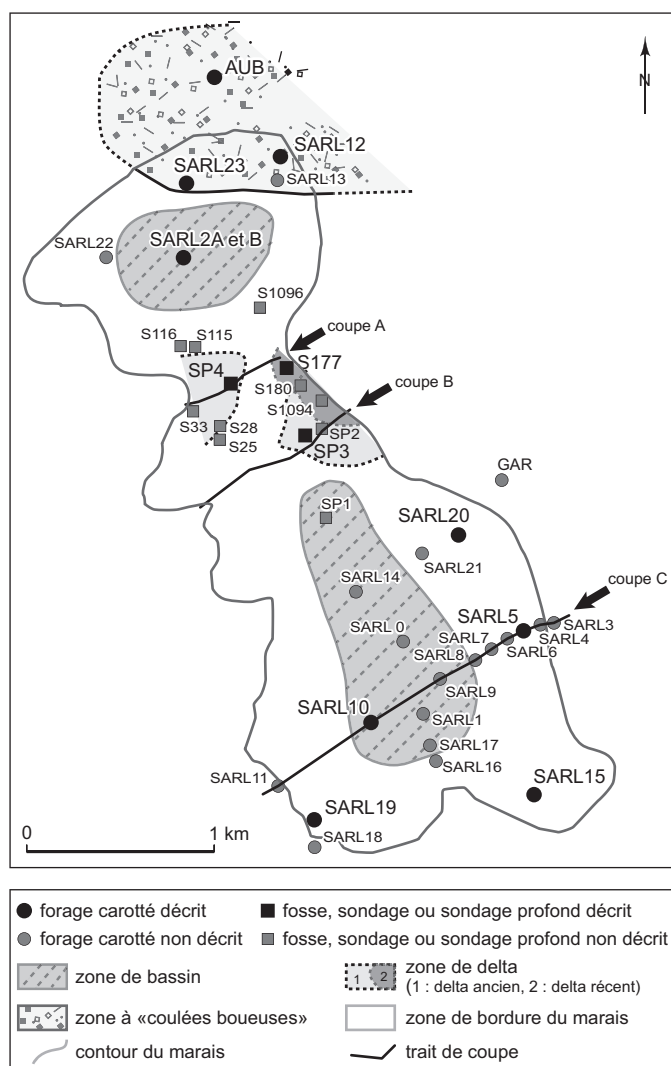 AUB
N
SARL12
SARL23
SARL13
SARL22
SARL2A et B
S1096
S116
S115
coupe A
S177
SP4
S180
coupe B
S1094
S33
S28
SP2
S25
SP3
GAR
SP1
SARL20
SARL21
SARL14
coupe C
SARL5
SARL3
SARL 0
SARL7
SARL4
SARL6
SARL8
SARL9
SARL10
SARL1
SARL17
SARL16
SARL11
SARL15
SARL19
0
1 km
SARL18
forage carotté décrit
fosse, sondage ou sondage profond décrit
forage carotté non décrit
fosse, sondage ou sondage profond non décrit
zone de bassin
1
2
zone de delta
(1 : delta ancien, 2 : delta récent)
zone à «coulées boueuses»
zone de bordure du marais
contour du marais
trait de coupe